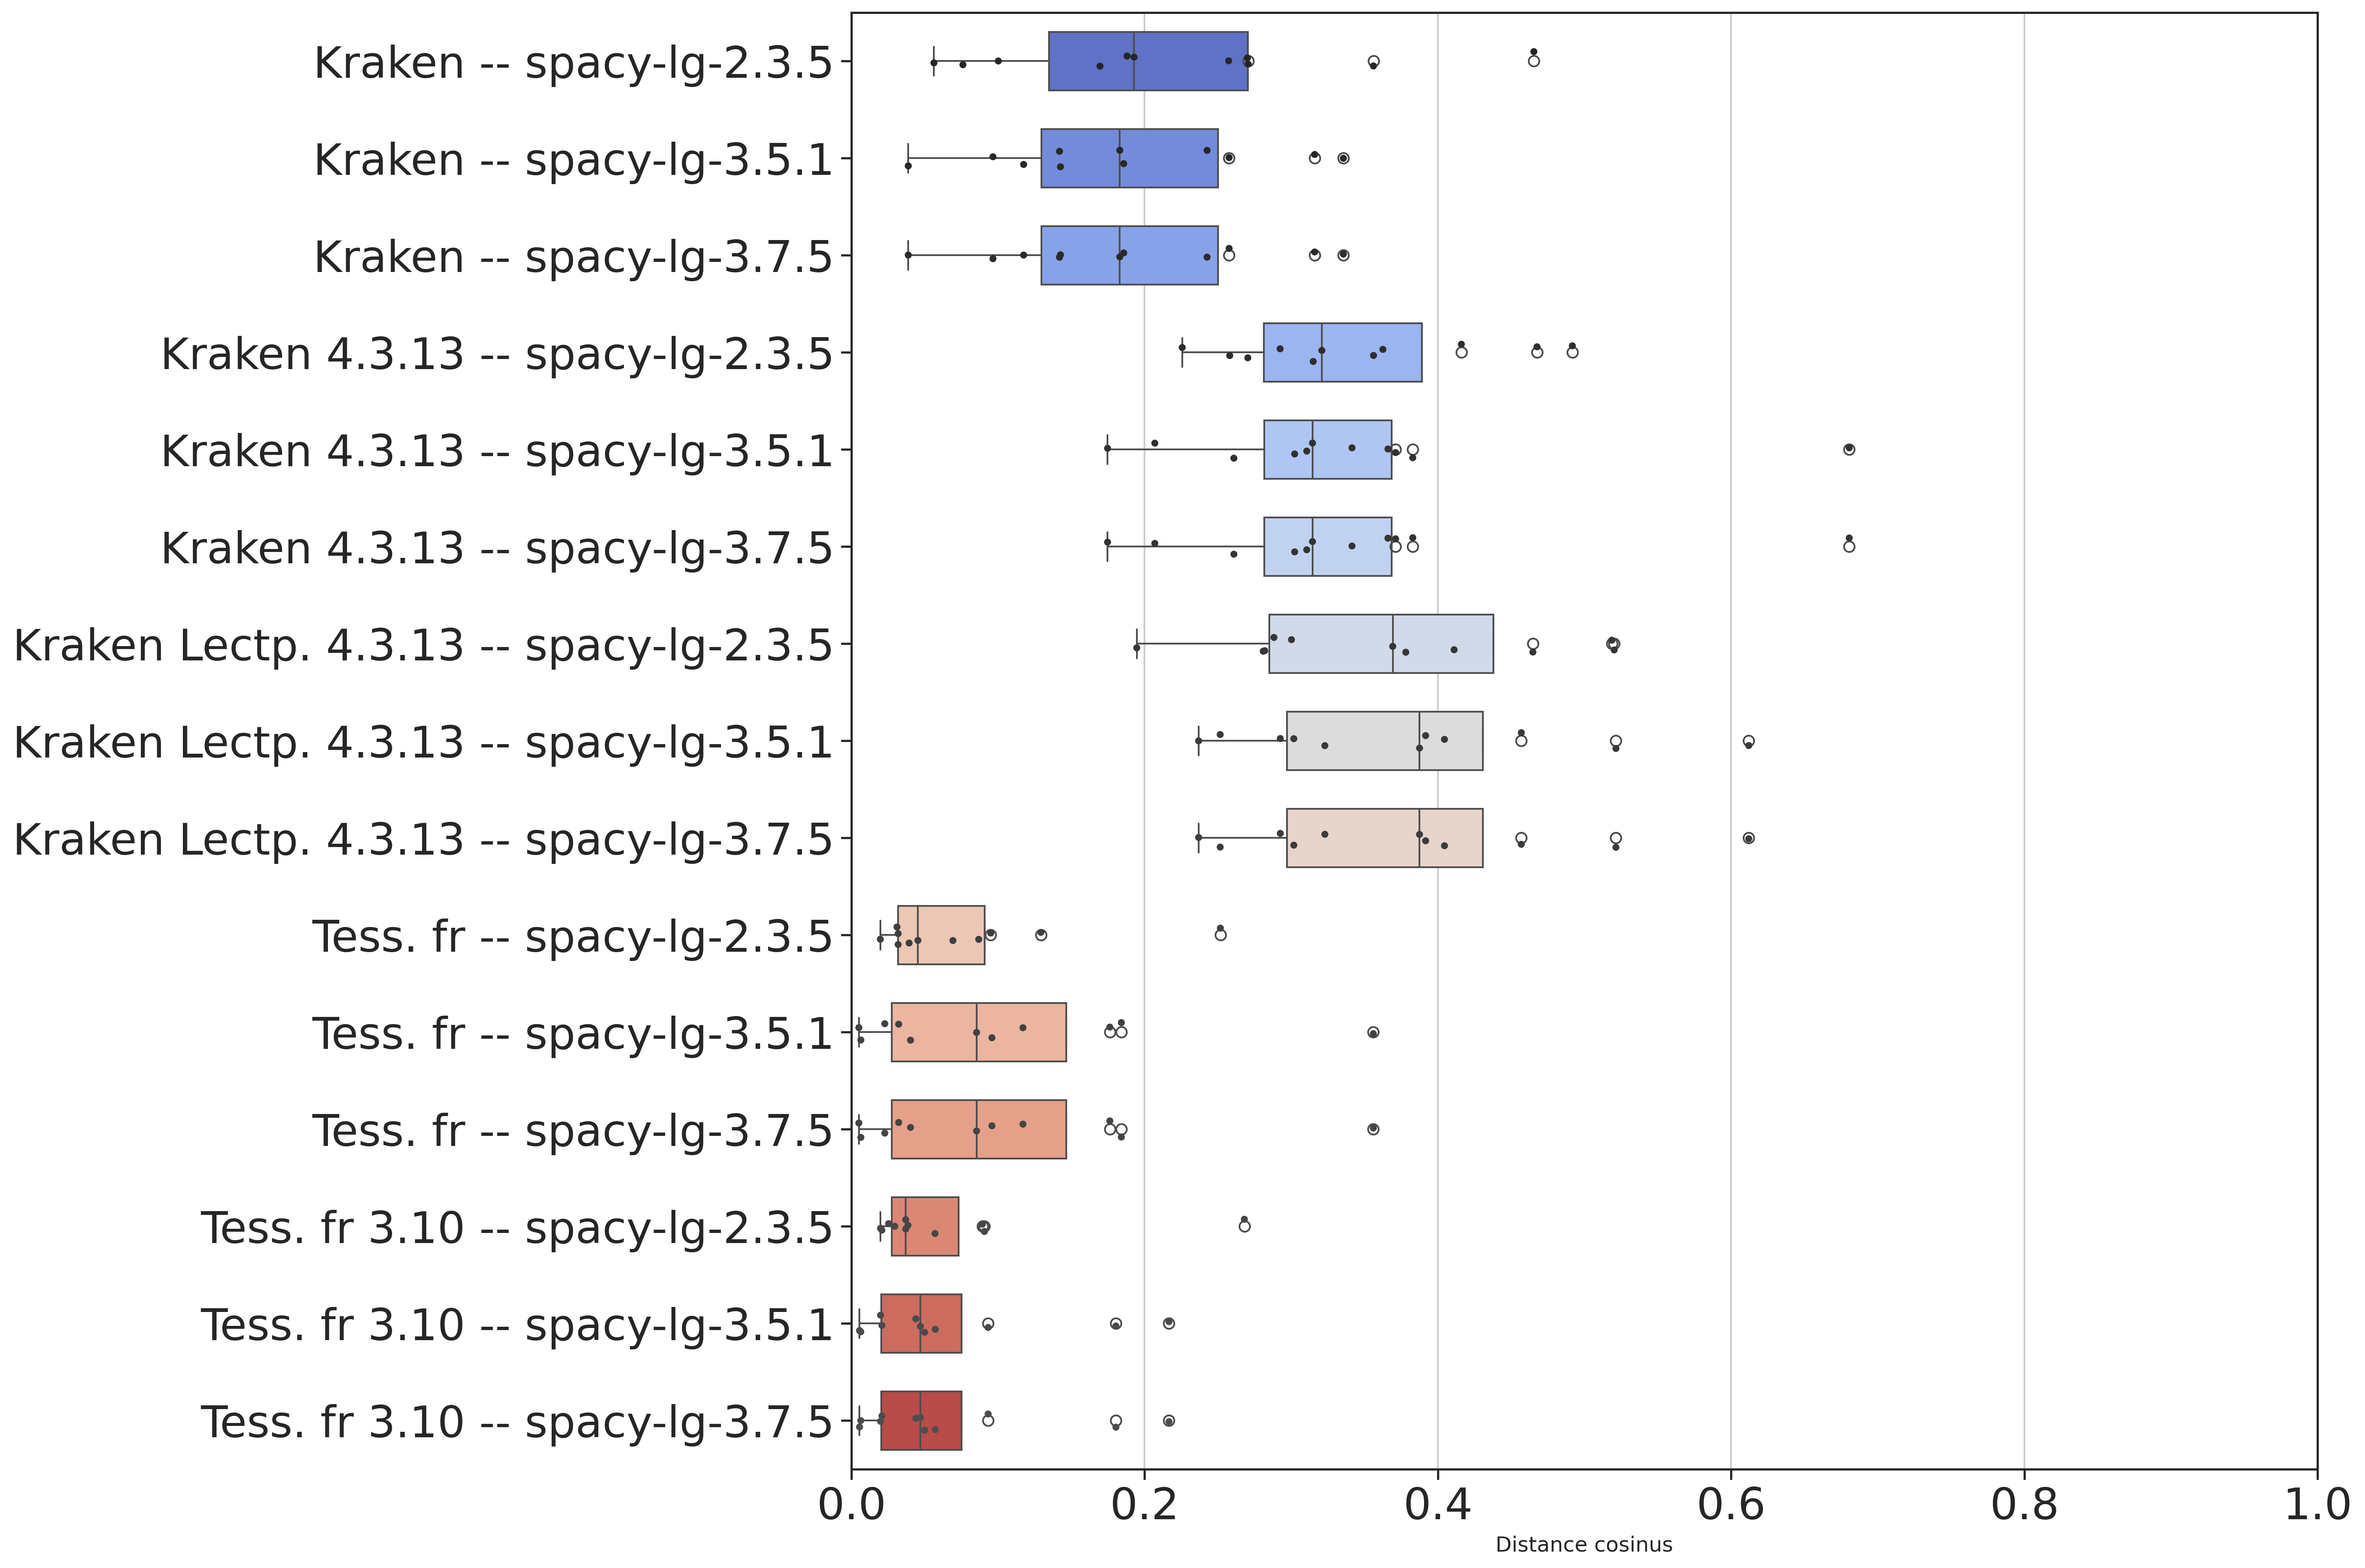 Kraken -- spacy-lg-2.3.5
Kraken -- spacy-lg-3.5.1
Kraken -- spacy-lg-3.7.5
Kraken 4.3.13 -- spacy-lg-2.3.5
Kraken 4.3.13 -- spacy-lg-3.5.1
Kraken 4.3.13 -- spacy-lg-3.7.5
Kraken Lectp. 4.3.13 -- spacy-lg-2.3.5
Kraken Lectp. 4.3.13 -- spacy-lg-3.5.1
Kraken Lectp. 4.3.13 -- spacy-lg-3.7.5
Tess. fr -- spacy-lg-2.3.5
Tess. fr -- spacy-lg-3.5.1
Tess. fr -- spacy-lg-3.7.5
Tess. fr 3.10 -- spacy-lg-2.3.5
Tess. fr 3.10 -- spacy-lg-3.5.1
Tess. fr 3.10 -- spacy-lg-3.7.5
0.0 0.2 0.4 0.6 0.8 1.0
Distance cosinus